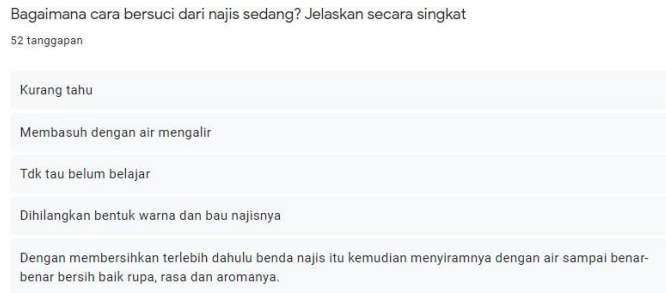 Bagaimana cara bersuci dari najis sedang? Jelaskan secara singkat
52 tanggapan
Kurang tahu
Membasuh dengan air mengalir
Tdk tau belum belajar
Dihilangkan bentuk warna dan bau najisnya
Dengan membersihkan terlebih dahulu benda najis itu kemudian menyiramnya dengan air sampai benar-
benar bersih baik rupa, rasa dan aromanya.